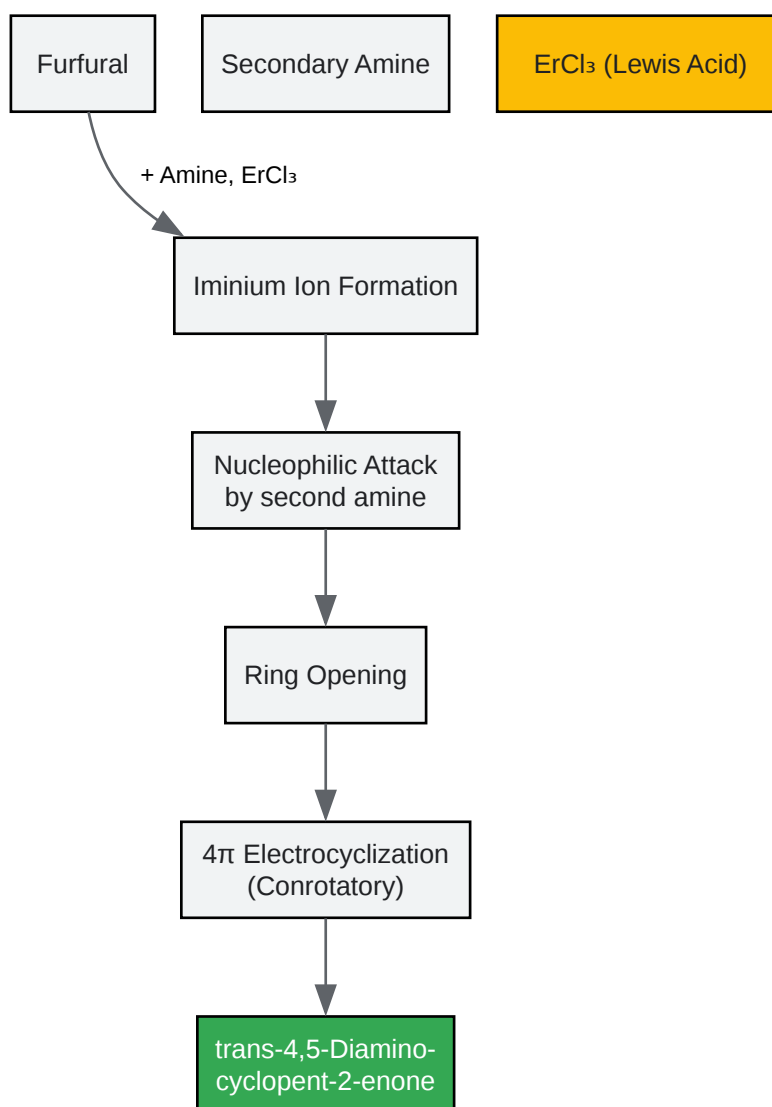 Furfural
Secondary Amine
ErCl₃ (Lewis Acid)
+ Amine, ErCl₃
Iminium Ion Formation
Nucleophilic Attack
by second amine
Ring Opening
4π Electrocyclization
(Conrotatory)
trans-4,5-Diamino-
cyclopent-2-enone